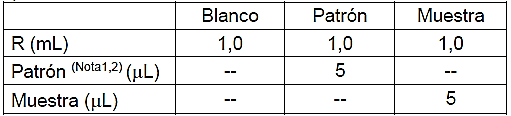 Blanco Patrón Muestra
R (mL) 1,0 1,0 1,0
Patrón (Nota1,2) (μL) -- 5 --
Muestra (μL) -- -- 5